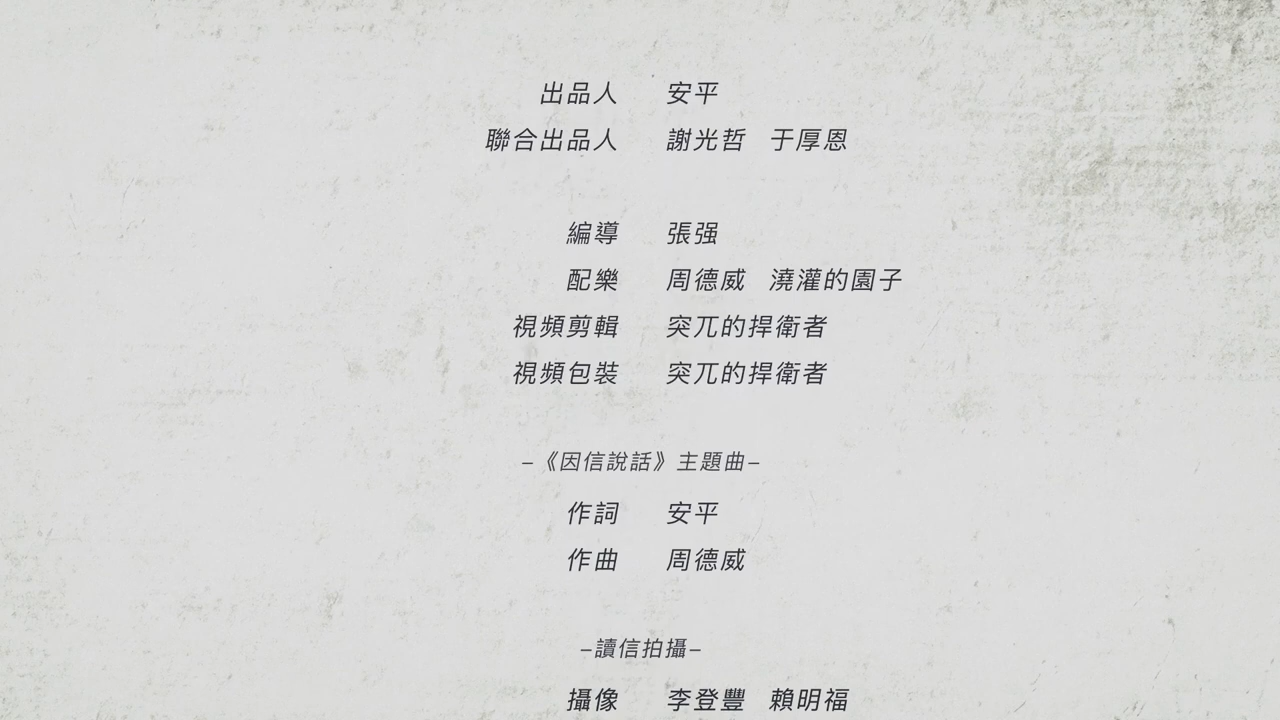 出品人 安平
聯合出品人 謝光哲 于厚恩
編導 張强
配樂 周德威 澆灌的園子
視頻剪輯 突兀的捍衛者
視頻包裝 突兀的捍衛者
–《因信說話》主題曲–
作詞 安平
作曲 周德威
–讀信拍攝–
攝像 李登豐 賴明福